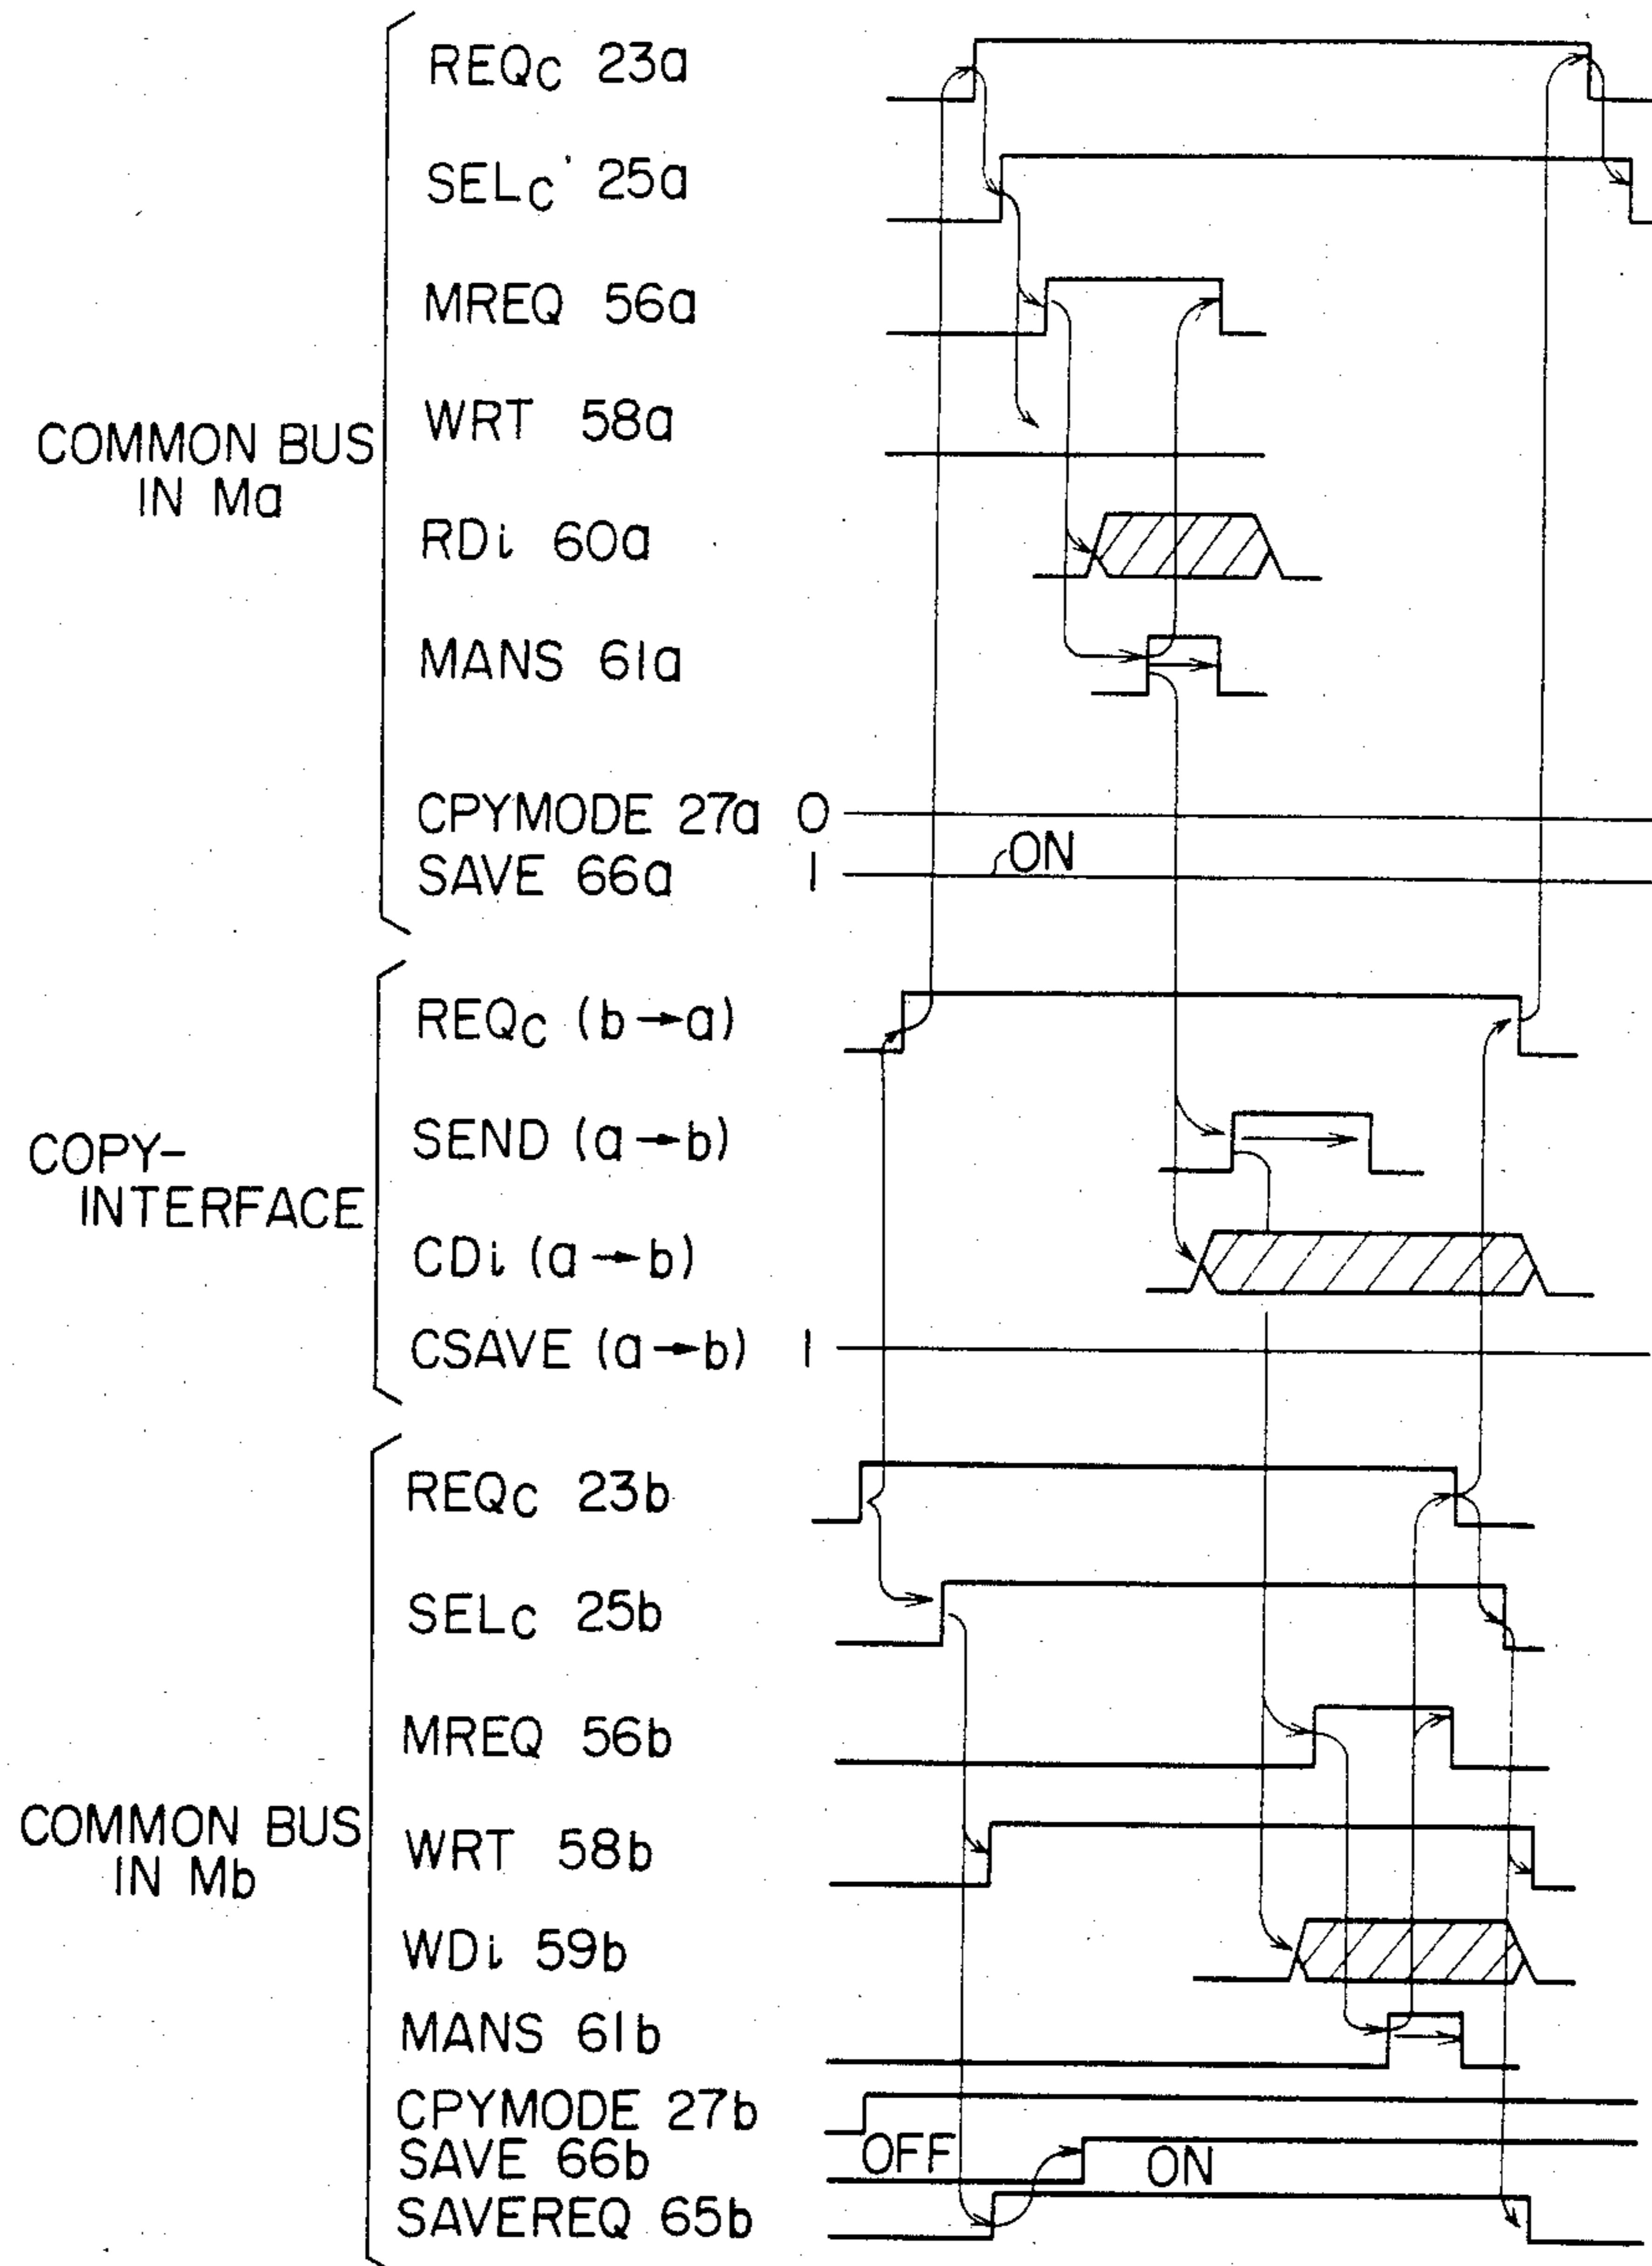 REQC 23a
SELC' 25a
MREQ 56a
WRT 58a
COMMON BUS
IN Ma
RDi 60a
MANS 61a
CPYMODE 27a 0
ON
SAVE 66a 1
REQC (b→a)
SEND (a→b)
COPY-
INTERFACE
CDi (a→b)
CSAVE (a→b) 1
REQC 23b
SELC 25b
MREQ 56b
COMMON BUS
IN Mb
WRT 58b
WDi 59b
MANS 61b
CPYMODE 27b
OFF
SAVE 66b
ON
SAVEREQ 65b